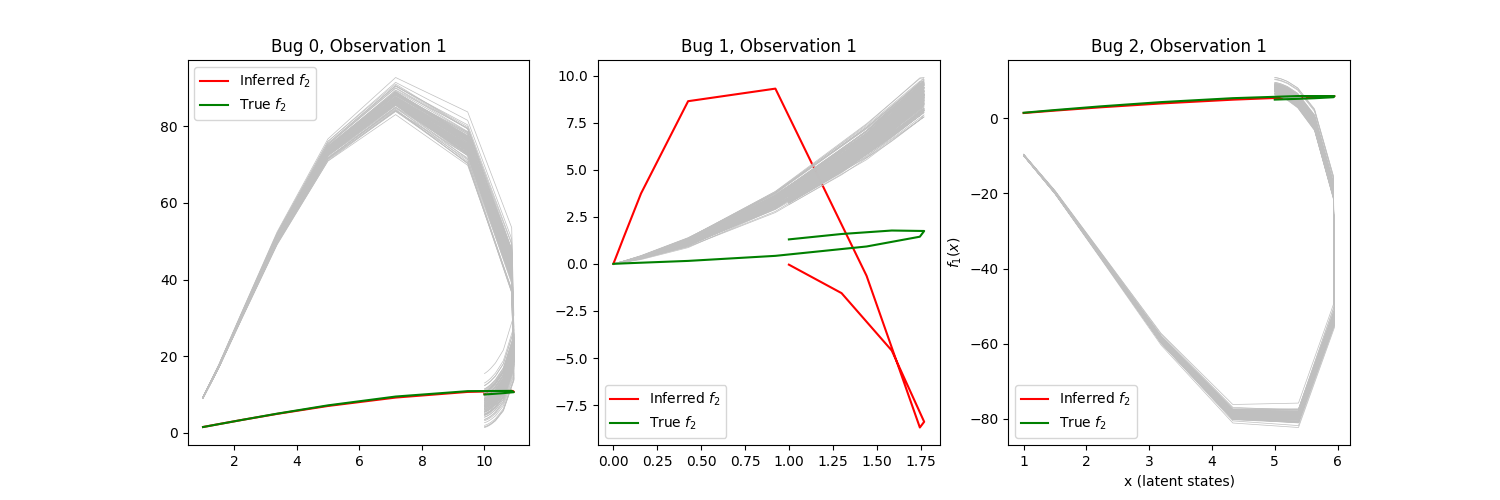 Bug 0, Observation 1
Inferred f₂
True f₂
80
60
40
20
0
2 4 6 8 10
Bug 1, Observation 1
10.0
7.5
5.0
2.5
0.0
−2.5
−5.0
−7.5
Inferred f₂
True f₂
0.00 0.25 0.50 0.75 1.00 1.25 1.50 1.75
Bug 2, Observation 1
f₁(x)
0
−20
−40
−60
−80
Inferred f₂
True f₂
1 2 3 4 5 6
x (latent states)